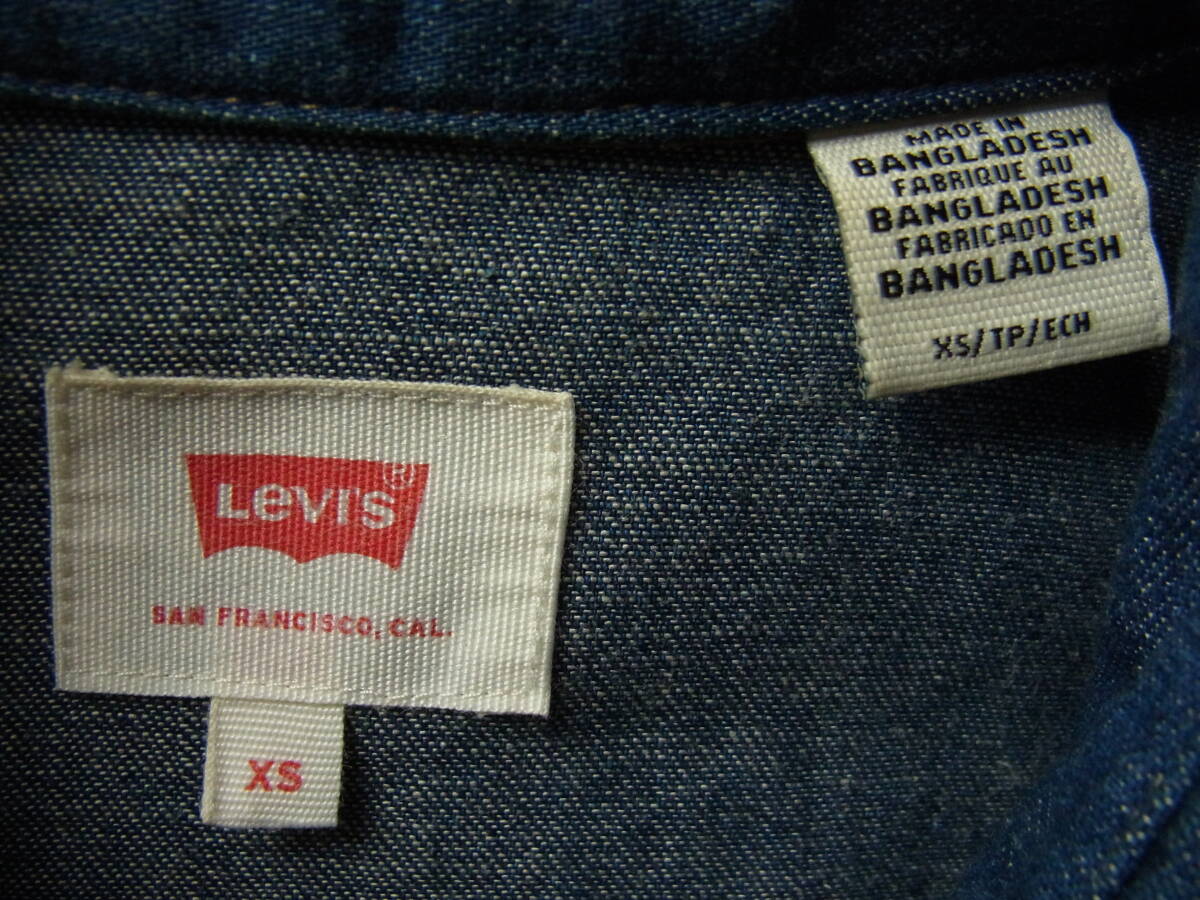 MADE IN
BANGLADESH
FABRIQUE AU
BANGLADESH
FABRICADO EN
BANGLADESH
XS/TP/ECH
LEVI'S®
SAN FRANCISCO, CAL.
XS